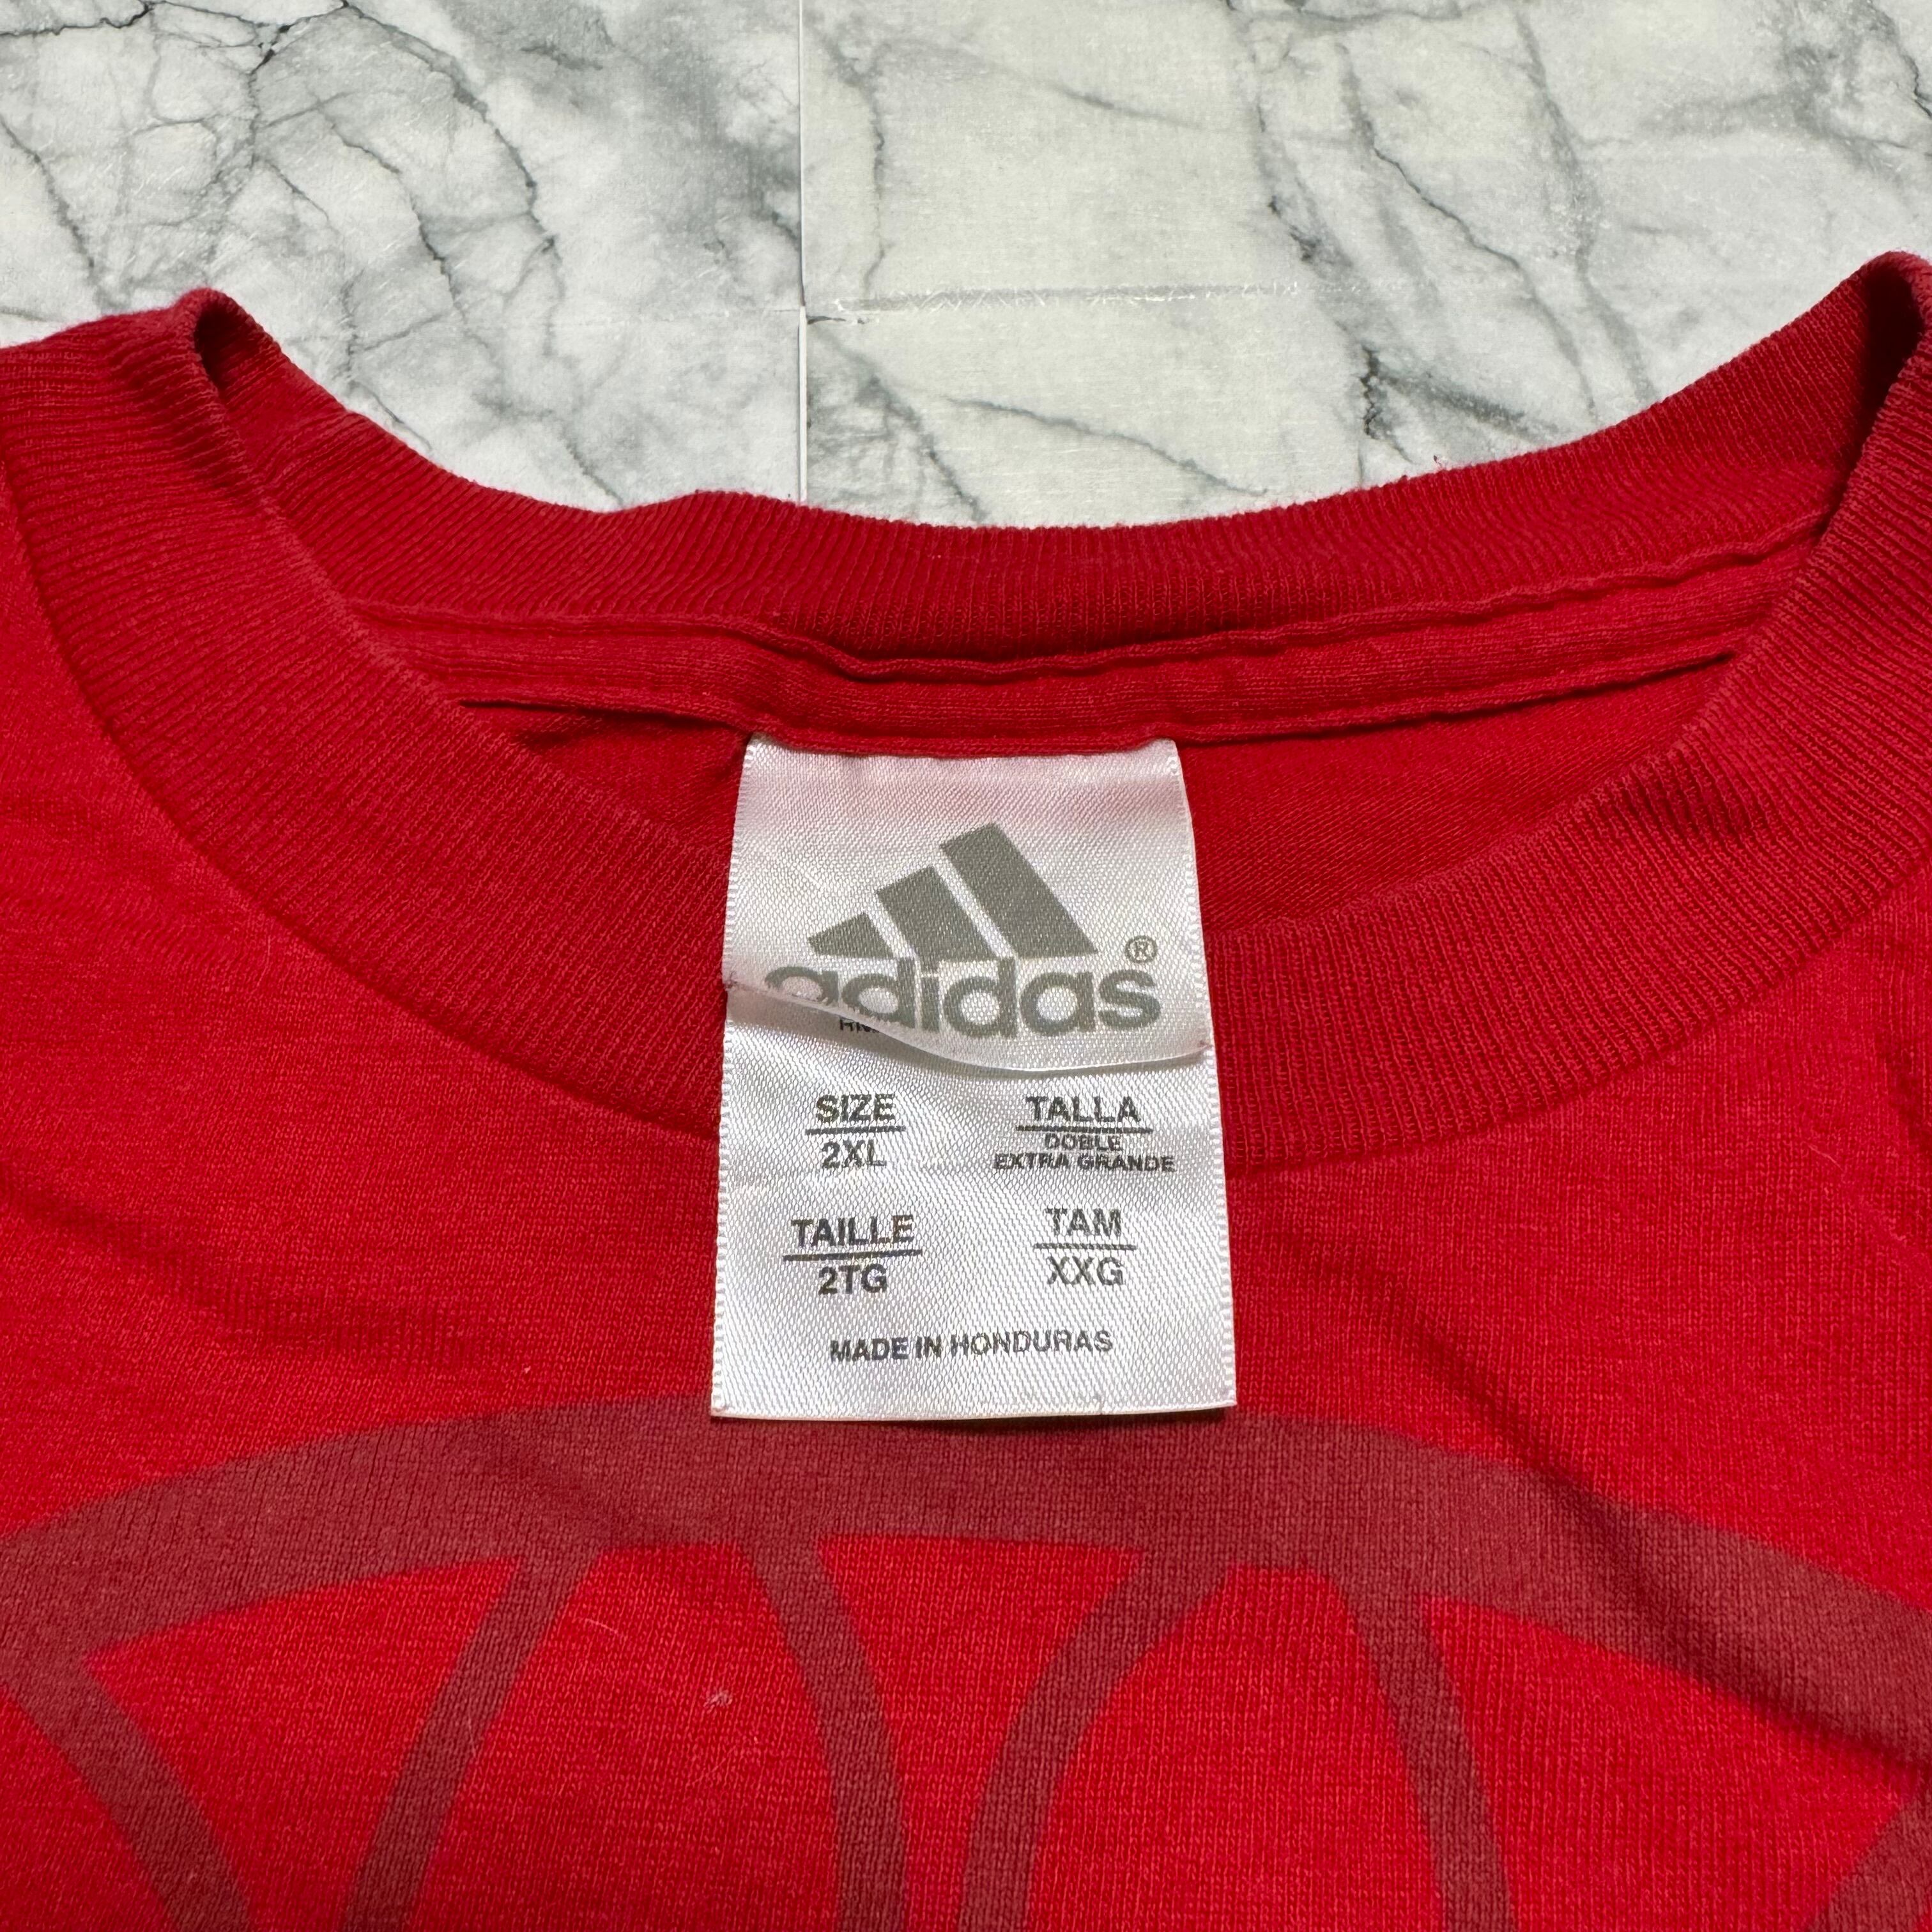 adidas®
SIZE TALLA
2XL DOBLE
EXTRA GRANDE
TAILLE TAM
2TG XXG
MADE IN HONDURAS